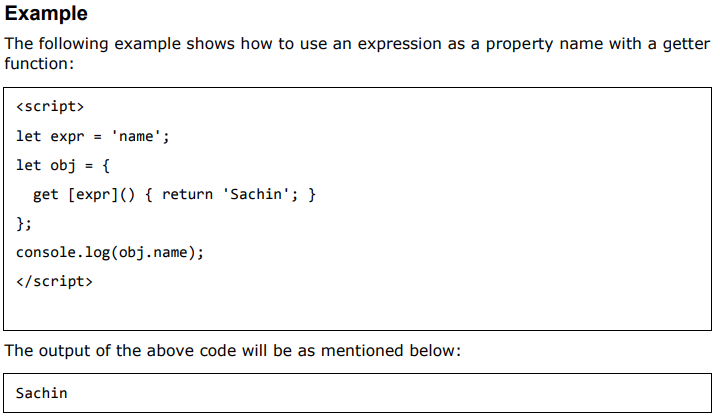 Example
The following example shows how to use an expression as a property name with a getter
function:
<script>
let expr = 'name';
let obj = {
  get [expr]() { return 'Sachin'; }
};
console.log(obj.name);
</script>
The output of the above code will be as mentioned below:
Sachin